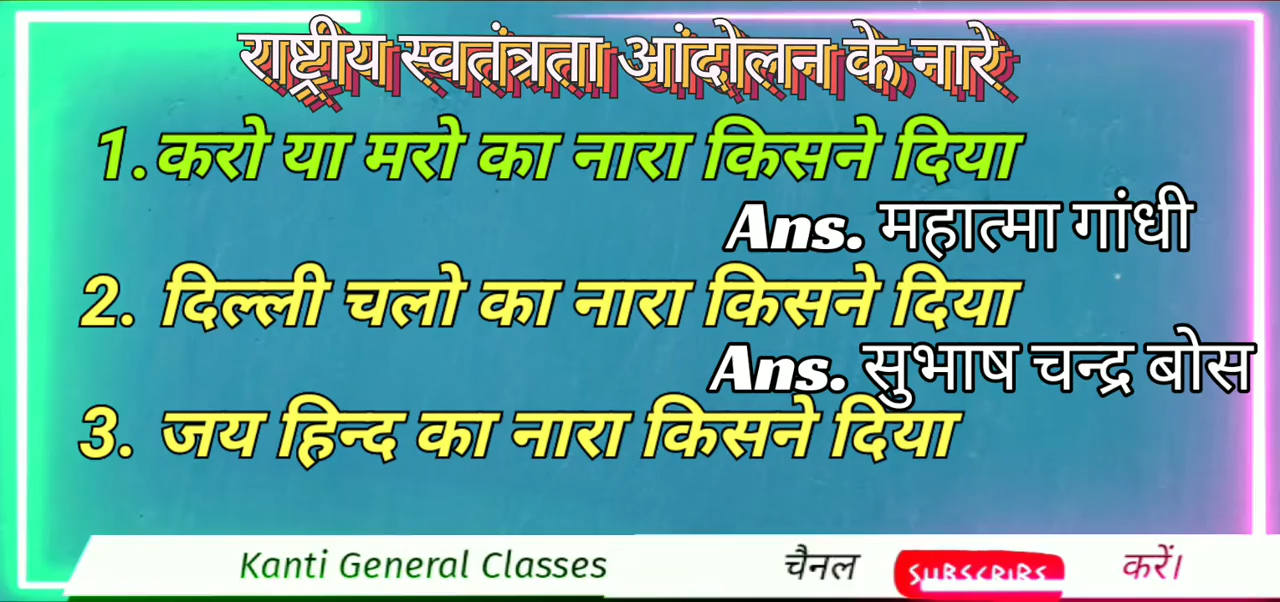 राष्ट्रीय स्वतंत्रता आंदोलन के नारे
1.करो या मरो का नारा किसने दिया
Ans. महात्मा गांधी
2. दिल्ली चलो का नारा किसने दिया
Ans. सुभाष चन्द्र बोस
3. जय हिन्द का नारा किसने दिया
Kanti General Classes चैनल SUBSCRIBE करें।